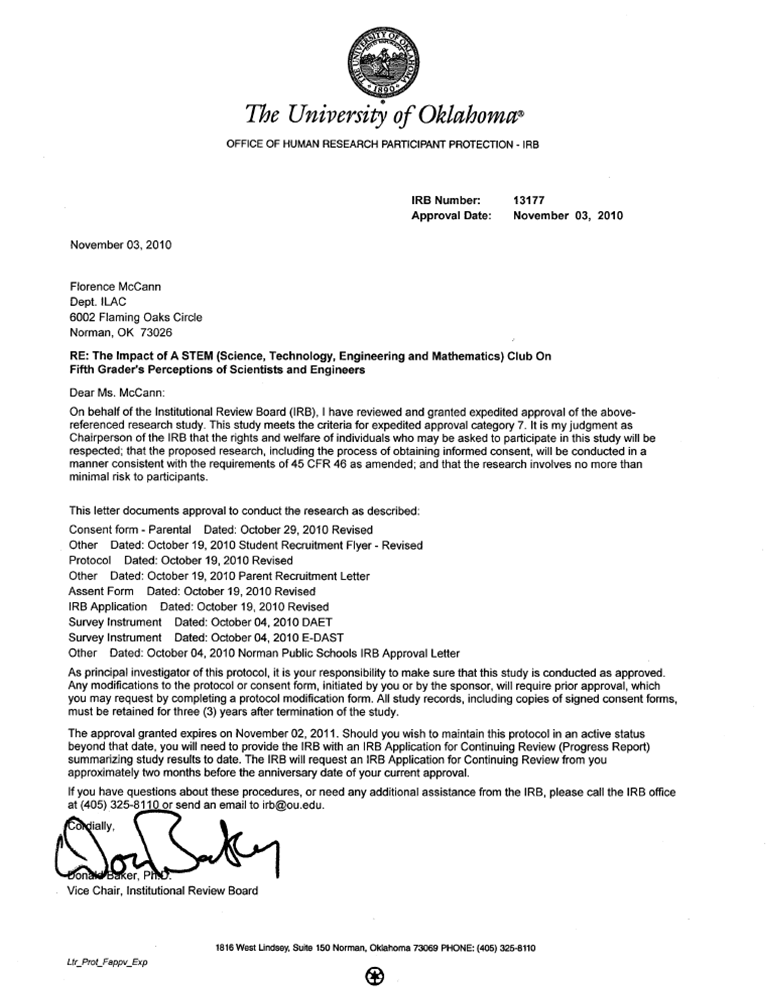 THE UNIVERSITY OF OKLAHOMA
1890
The University of Oklahoma®
OFFICE OF HUMAN RESEARCH PARTICIPANT PROTECTION - IRB
IRB Number: 13177
Approval Date: November 03, 2010
November 03, 2010
Florence McCann
Dept. ILAC
6002 Flaming Oaks Circle
Norman, OK 73026
RE: The Impact of A STEM (Science, Technology, Engineering and Mathematics) Club On
Fifth Grader's Perceptions of Scientists and Engineers
Dear Ms. McCann:
On behalf of the Institutional Review Board (IRB), I have reviewed and granted expedited approval of the above-
referenced research study. This study meets the criteria for expedited approval category 7. It is my judgment as
Chairperson of the IRB that the rights and welfare of individuals who may be asked to participate in this study will be
respected; that the proposed research, including the process of obtaining informed consent, will be conducted in a
manner consistent with the requirements of 45 CFR 46 as amended; and that the research involves no more than
minimal risk to participants.
This letter documents approval to conduct the research as described:
Consent form - Parental Dated: October 29, 2010 Revised
Other Dated: October 19, 2010 Student Recruitment Flyer - Revised
Protocol Dated: October 19, 2010 Revised
Other Dated: October 19, 2010 Parent Recruitment Letter
Assent Form Dated: October 19, 2010 Revised
IRB Application Dated: October 19, 2010 Revised
Survey Instrument Dated: October 04, 2010 DAET
Survey Instrument Dated: October 04, 2010 E-DAST
Other Dated: October 04, 2010 Norman Public Schools IRB Approval Letter
As principal investigator of this protocol, it is your responsibility to make sure that this study is conducted as approved.
Any modifications to the protocol or consent form, initiated by you or by the sponsor, will require prior approval, which
you may request by completing a protocol modification form. All study records, including copies of signed consent forms,
must be retained for three (3) years after termination of the study.
The approval granted expires on November 02, 2011. Should you wish to maintain this protocol in an active status
beyond that date, you will need to provide the IRB with an IRB Application for Continuing Review (Progress Report)
summarizing study results to date. The IRB will request an IRB Application for Continuing Review from you
approximately two months before the anniversary date of your current approval.
If you have questions about these procedures, or need any additional assistance from the IRB, please call the IRB office
at (405) 325-8110 or send an email to irb@ou.edu.
Cordially,
Don Baker
Donald Baker, Ph.D.
Vice Chair, Institutional Review Board
1816 West Lindsey, Suite 150 Norman, Oklahoma 73069 PHONE: (405) 325-8110
Ltr_Prot_Fappv_Exp